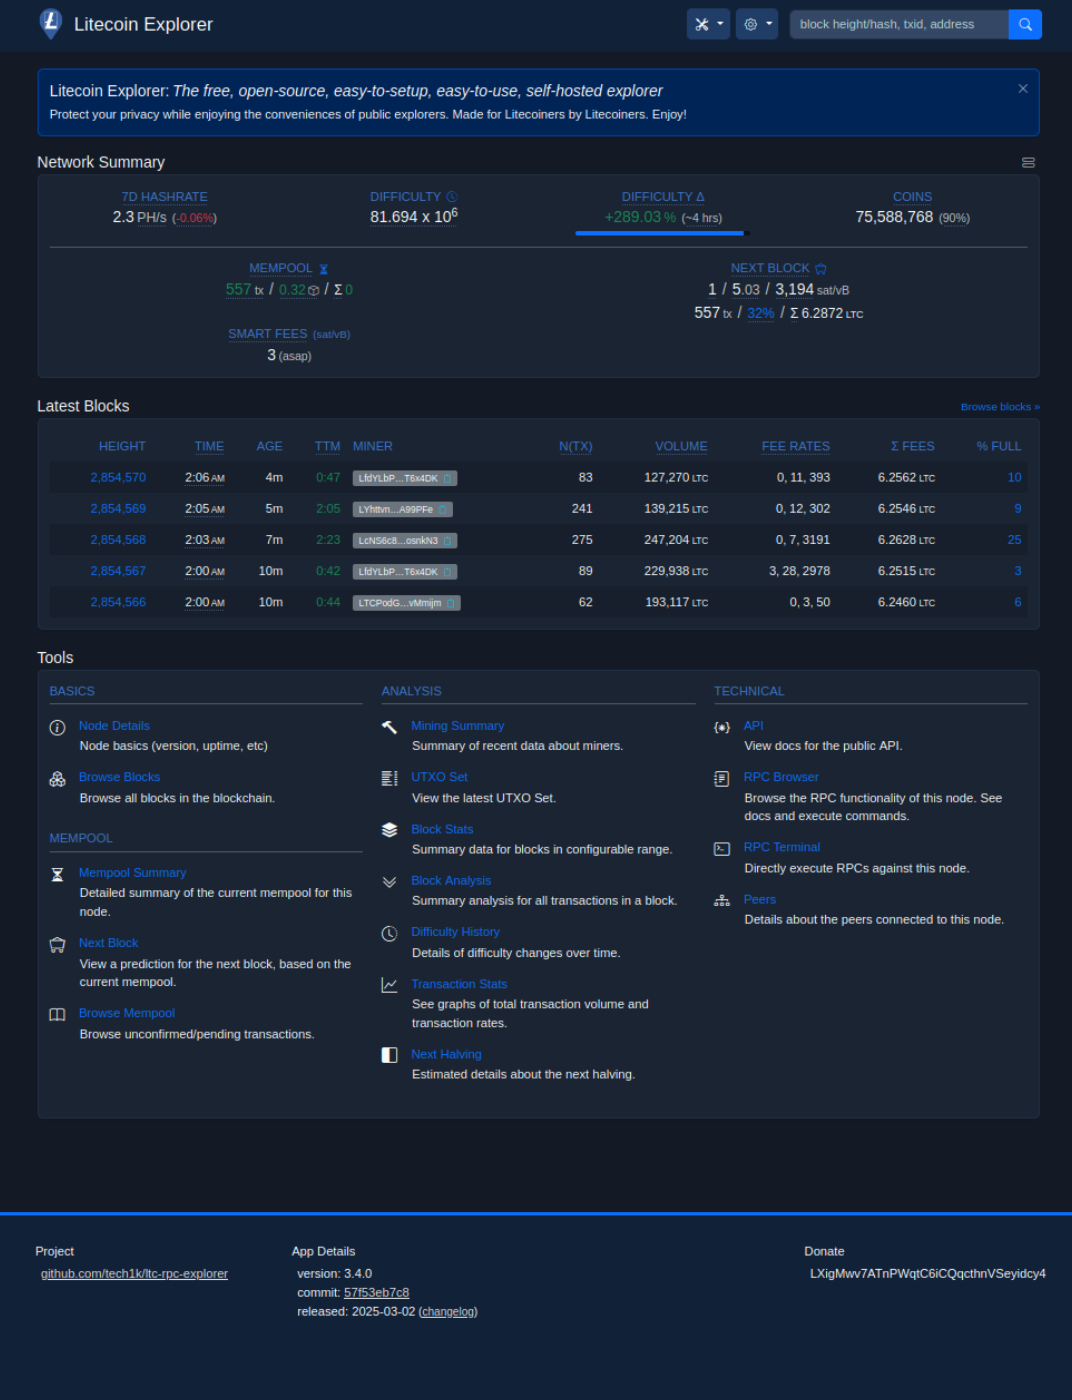 Litecoin Explorer
block height/hash, txid, address
Litecoin Explorer: The free, open-source, easy-to-setup, easy-to-use, self-hosted explorer
Protect your privacy while enjoying the conveniences of public explorers. Made for Litecoiners by Litecoiners. Enjoy!
Network Summary
7D HASHRATE
2.3 PH/s (-0.06%)
DIFFICULTY
81.694 x 10⁶
DIFFICULTY Δ
+289.03 % (~4 hrs)
COINS
75,588,768 (90%)
MEMPOOL
557 tx / 0.32 / Σ 0
NEXT BLOCK
1 / 5.03 / 3,194 sat/vB
557 tx / 32% / Σ 6.2872 LTC
SMART FEES (sat/vB)
3 (asap)
Latest Blocks
Browse blocks »
HEIGHT TIME AGE TTM MINER N(TX) VOLUME FEE RATES Σ FEES % FULL
2,854,570 2:06 AM 4m 0:47 LfdYLbP…T6x4DK 83 127,270 LTC 0, 11, 393 6.2562 LTC 10
2,854,569 2:05 AM 5m 2:05 LYhttvn…A99PFe 241 139,215 LTC 0, 12, 302 6.2546 LTC 9
2,854,568 2:03 AM 7m 2:23 LcNS6c8…osnkN3 275 247,204 LTC 0, 7, 3191 6.2628 LTC 25
2,854,567 2:00 AM 10m 0:42 LfdYLbP…T6x4DK 89 229,938 LTC 3, 28, 2978 6.2515 LTC 3
2,854,566 2:00 AM 10m 0:44 LTCPodG…vMmijm 62 193,117 LTC 0, 3, 50 6.2460 LTC 6
Tools
BASICS
Node Details
Node basics (version, uptime, etc)
Browse Blocks
Browse all blocks in the blockchain.
MEMPOOL
Mempool Summary
Detailed summary of the current mempool for this
node.
Next Block
View a prediction for the next block, based on the
current mempool.
Browse Mempool
Browse unconfirmed/pending transactions.
ANALYSIS
Mining Summary
Summary of recent data about miners.
UTXO Set
View the latest UTXO Set.
Block Stats
Summary data for blocks in configurable range.
Block Analysis
Summary analysis for all transactions in a block.
Difficulty History
Details of difficulty changes over time.
Transaction Stats
See graphs of total transaction volume and
transaction rates.
Next Halving
Estimated details about the next halving.
TECHNICAL
API
View docs for the public API.
RPC Browser
Browse the RPC functionality of this node. See
docs and execute commands.
RPC Terminal
Directly execute RPCs against this node.
Peers
Details about the peers connected to this node.
Project
github.com/tech1k/ltc-rpc-explorer
App Details
version: 3.4.0
commit: 57f53eb7c8
released: 2025-03-02 (changelog)
Donate
LXigMwv7ATnPWqtC6iCQqcthnVSeyidcy4